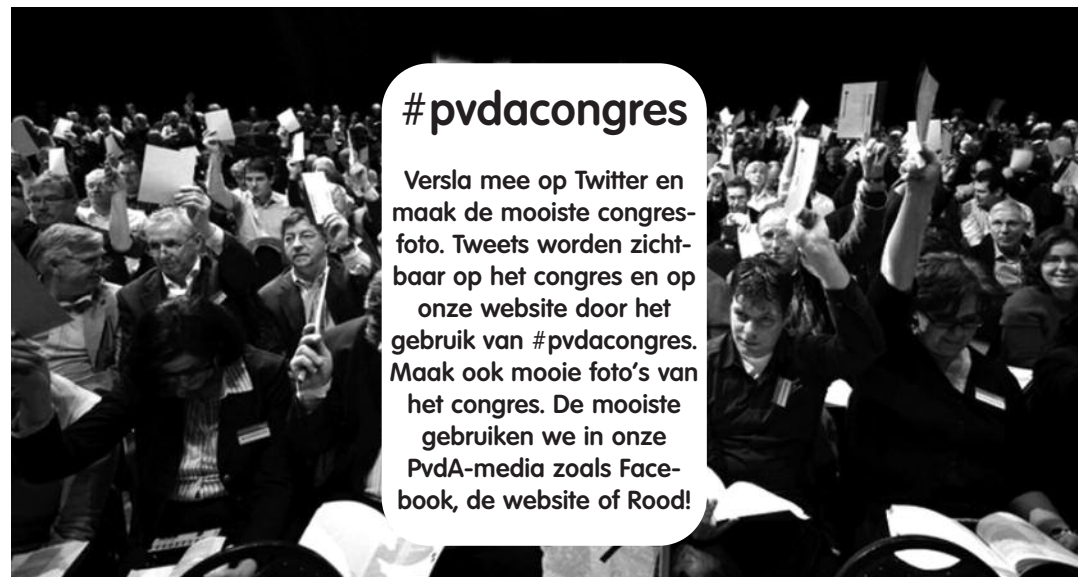 #pvdacongres
Versla mee op Twitter en
maak de mooiste congres-
foto. Tweets worden zicht-
baar op het congres en op
onze website door het
gebruik van #pvdacongres.
Maak ook mooie foto's van
het congres. De mooiste
gebruiken we in onze
PvdA-media zoals Face-
book, de website of Rood!